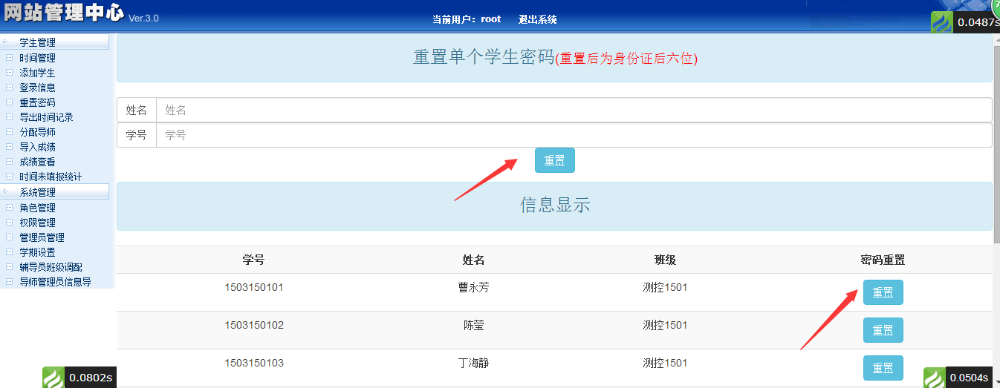 网站管理中心 Ver.3.0
当前用户：root 退出系统
0.0487s
学生管理
时间管理
添加学生
登录信息
重置密码
导出时间记录
分配导师
导入成绩
成绩查看
时间未填报统计
系统管理
角色管理
权限管理
管理员管理
学期设置
辅导员班级调配
导师管理员信息导
0.0802s
重置单个学生密码(重置后为身份证后六位)
姓名 姓名
学号 学号
重置
信息显示
学号 姓名 班级 密码重置
1503150101 曹永芳 测控1501 重置
1503150102 陈莹 测控1501 重置
1503150103 丁海静 测控1501 重置
0.0504s